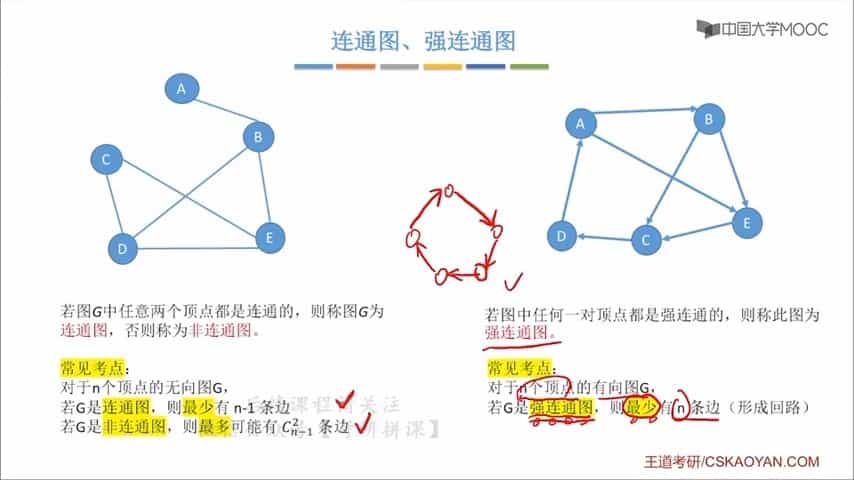 连通图、强连通图
中国大学MOOC
A
B
C
D
E
A
B
C
D
E
若图G中任意两个顶点都是连通的，则称图G为
连通图，否则称为非连通图。
常见考点：
对于n个顶点的无向图G，
若G是连通图，则最少有 n-1 条边
若G是非连通图，则最多可能有 C²ₙ₋₁ 条边
若图中任何一对顶点都是强连通的，则称此图为
强连通图。
常见考点：
对于n个顶点的有向图G，
若G是强连通图，则最少有 n 条边（形成回路）
王道考研/CSKAOYAN.COM